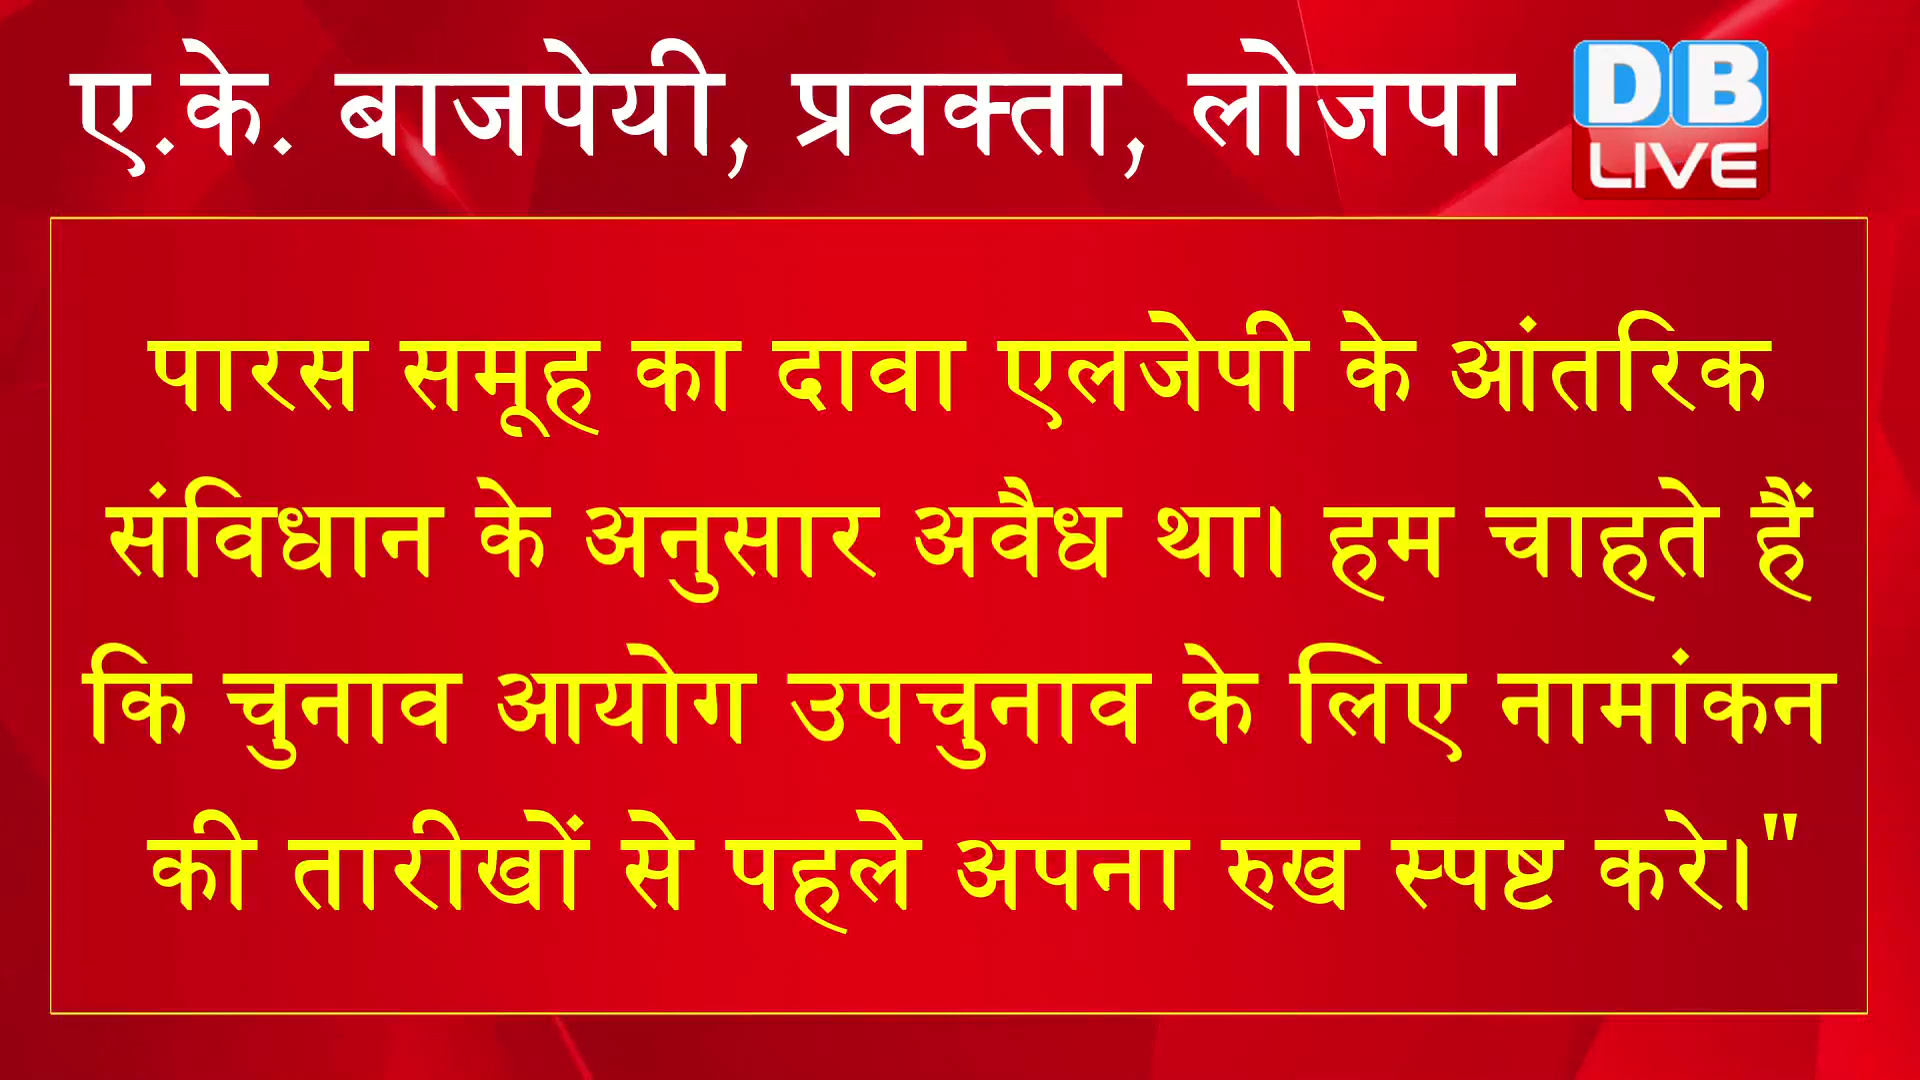 ए.के. बाजपेयी, प्रवक्ता, लोजपा
DB
LIVE
पारस समूह का दावा एलजेपी के आंतरिक
संविधान के अनुसार अवैध था। हम चाहते हैं
कि चुनाव आयोग उपचुनाव के लिए नामांकन
की तारीखों से पहले अपना रुख स्पष्ट करे।"